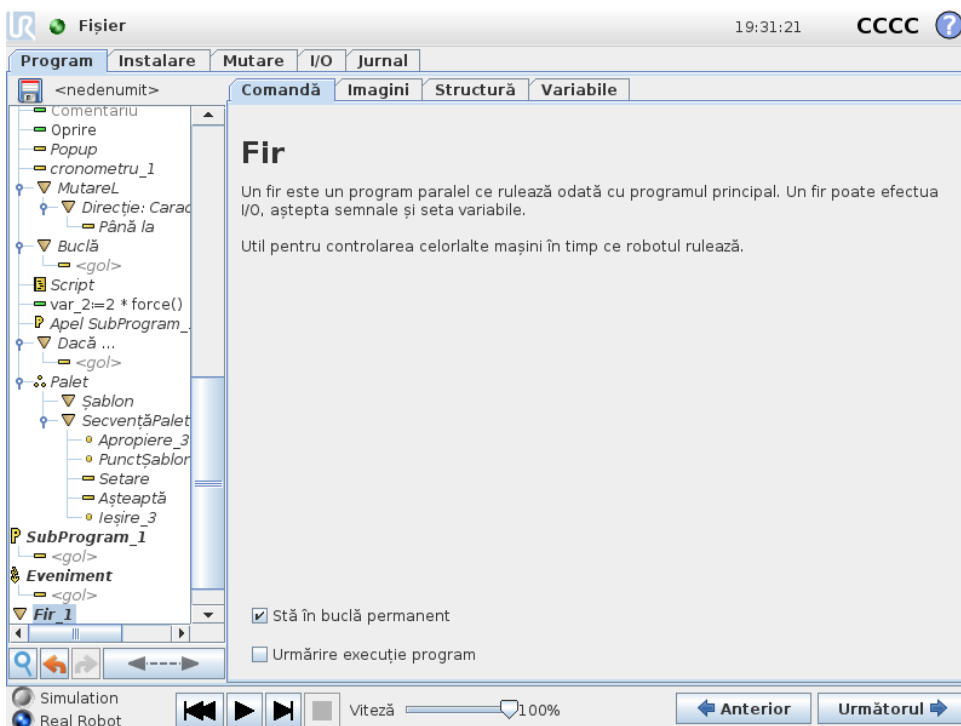 Fișier 19:31:21 CCCC ?
Program Instalare Mutare I/O Jurnal
<nedenumit>
Comandă Imagini Structură Variabile
Comentariu
Oprire
Popup
cronometru_1
MutareL
Direcție: Carac
Până la
Buclă
<gol>
Script
var_2:=2 * force()
Apel SubProgram_
Dacă ...
<gol>
Palet
Șablon
SecvențăPalet
Apropiere_3
PunctȘablon
Setare
Așteaptă
Ieșire_3
SubProgram_1
<gol>
Eveniment
<gol>
Fir_1
Fir
Un fir este un program paralel ce rulează odată cu programul principal. Un fir poate efectua
I/O, aștepta semnale și seta variabile.
Util pentru controlarea celorlalte mașini în timp ce robotul rulează.
Stă în buclă permanent
Urmărire execuție program
Simulation
Real Robot
Viteză 100%
Anterior Următorul